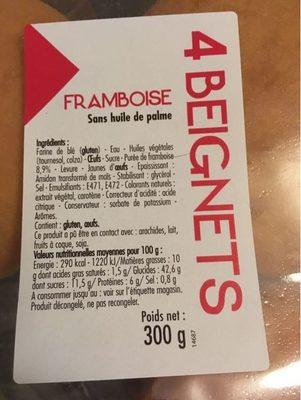 FRAMBOISE
Sans huile de palme
4 BEIGNETS
Ingrédients :
Farine de blé (gluten) - Eau - Huiles végétales
(tournesol, colza) - Œufs - Sucre - Purée de framboise
8,9% - Levure - Jaunes d'œufs - Epaississant :
Amidon transformé de maïs - Stabilisant : glycérol -
Sel - Emulsifiants : E471, E472 - Colorants naturels :
extrait végétal, carotène - Correcteur d'acidité : acide
citrique - Conservateur : sorbate de potassium -
Arômes.
Contient : gluten, œufs.
Ce produit a pû être en contact avec : arachides, lait,
fruits à coque, soja.
Valeurs nutritionnelles moyennes pour 100 g :
Energie : 290 kcal - 1220 kJ/Matières grasses : 10
g dont acides gras saturés : 1,5 g/ Glucides : 42,6 g
dont sucres : 11,5 g/ Protéines : 6 g/ Sel : 0,8 g
A consommer jusqu'au : voir sur l'étiquette magasin.
Produit décongelé, ne pas recongeler.
Poids net :
300 g
14687